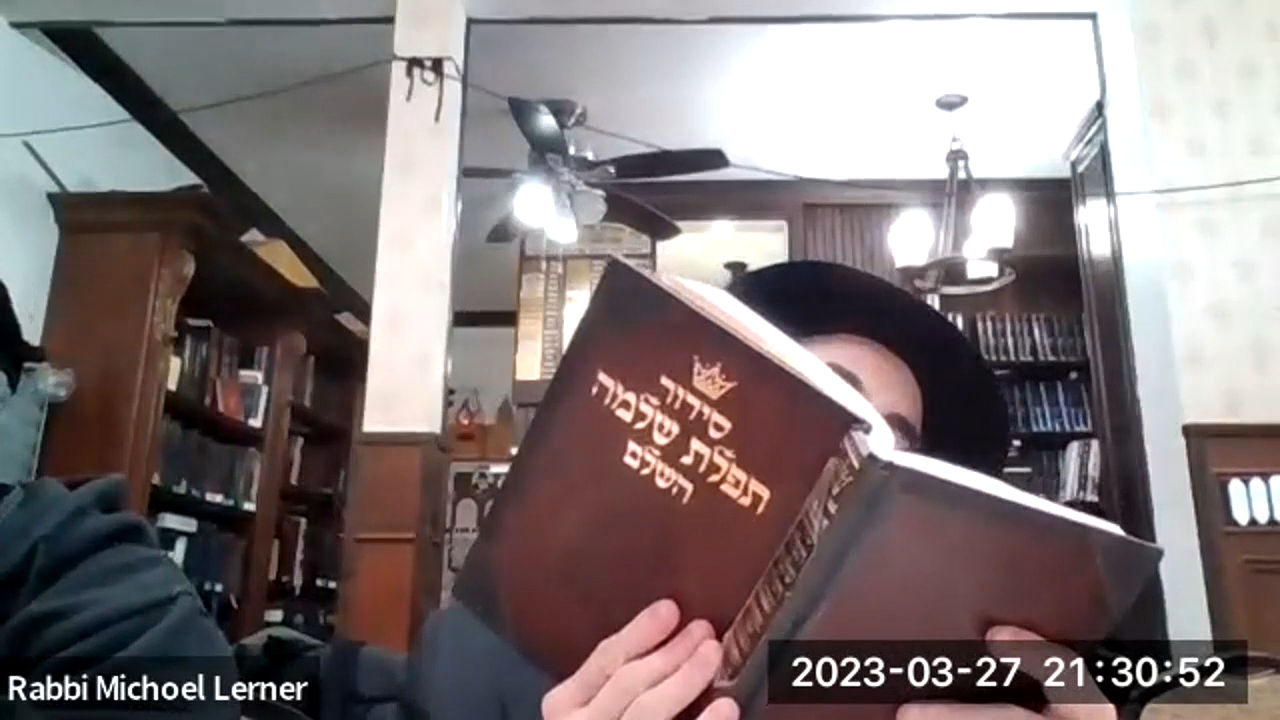 סידור
תפלת שלמה
השלם
Rabbi Michoel Lerner
2023-03-27 21:30:52